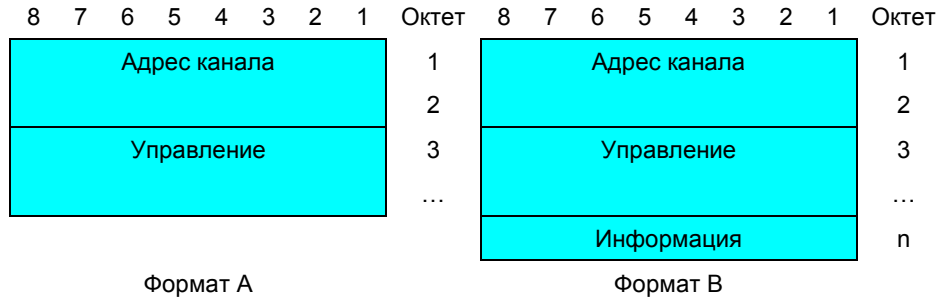 8 7 6 5 4 3 2 1 Октет 8 7 6 5 4 3 2 1 Октет
Адрес канала 1 Адрес канала 1
2 2
Управление 3 Управление 3
… …
Информация n
Формат A Формат B